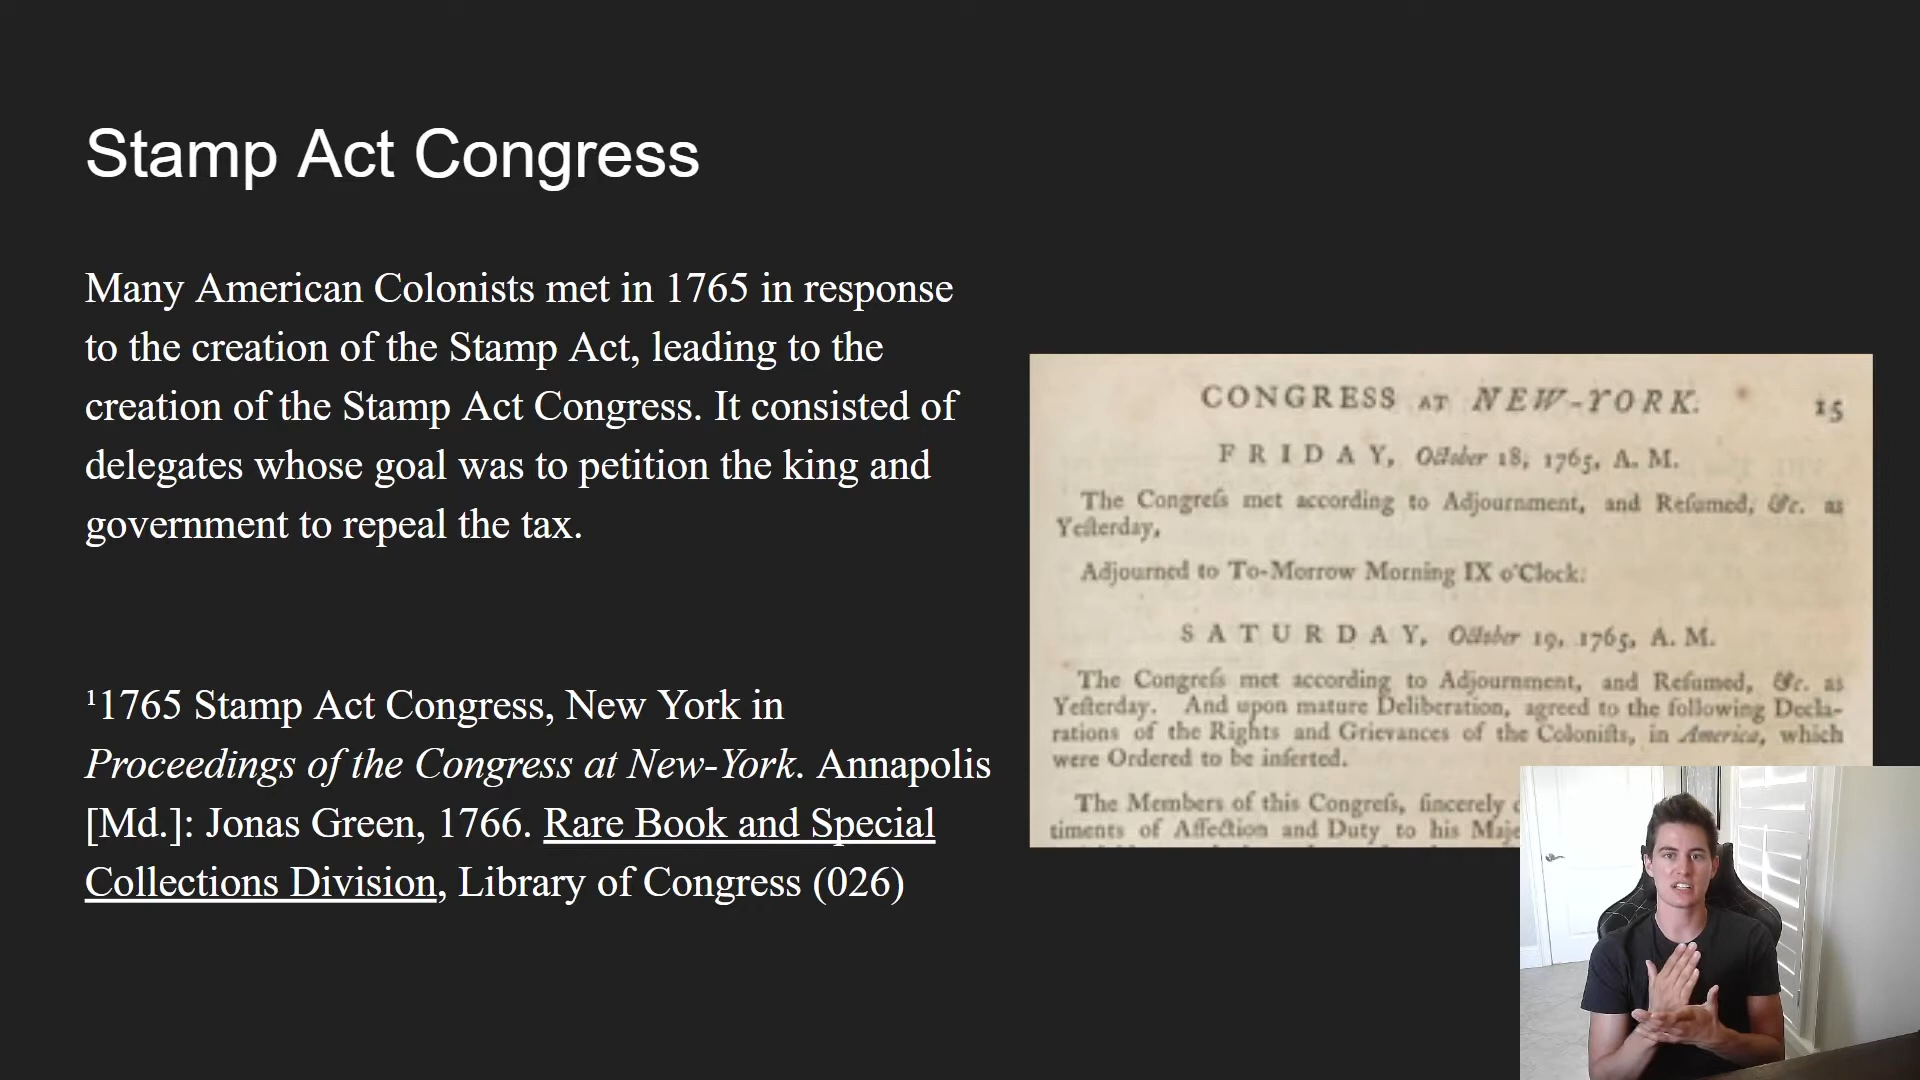 Stamp Act Congress
Many American Colonists met in 1765 in response
to the creation of the Stamp Act, leading to the
creation of the Stamp Act Congress. It consisted of
delegates whose goal was to petition the king and
government to repeal the tax.
¹1765 Stamp Act Congress, New York in
Proceedings of the Congress at New-York. Annapolis
[Md.]: Jonas Green, 1766. Rare Book and Special
Collections Division, Library of Congress (026)
CONGRESS AT NEW-YORK. 15
FRIDAY, October 18, 1765, A. M.
The Congreſs met according to Adjournment, and Reſumed, &c. as
Yeſterday,
Adjourned to To-Morrow Morning IX o'Clock.
SATURDAY, October 19, 1765, A. M.
The Congreſs met according to Adjournment, and Reſumed, &c. as
Yeſterday. And upon mature Deliberation, agreed to the following Decla-
rations of the Rights and Grievances of the Coloniſts, in America, which
were Ordered to be inſerted.
The Members of this Congreſs, ſincerely
timents of Affection and Duty to his Maje